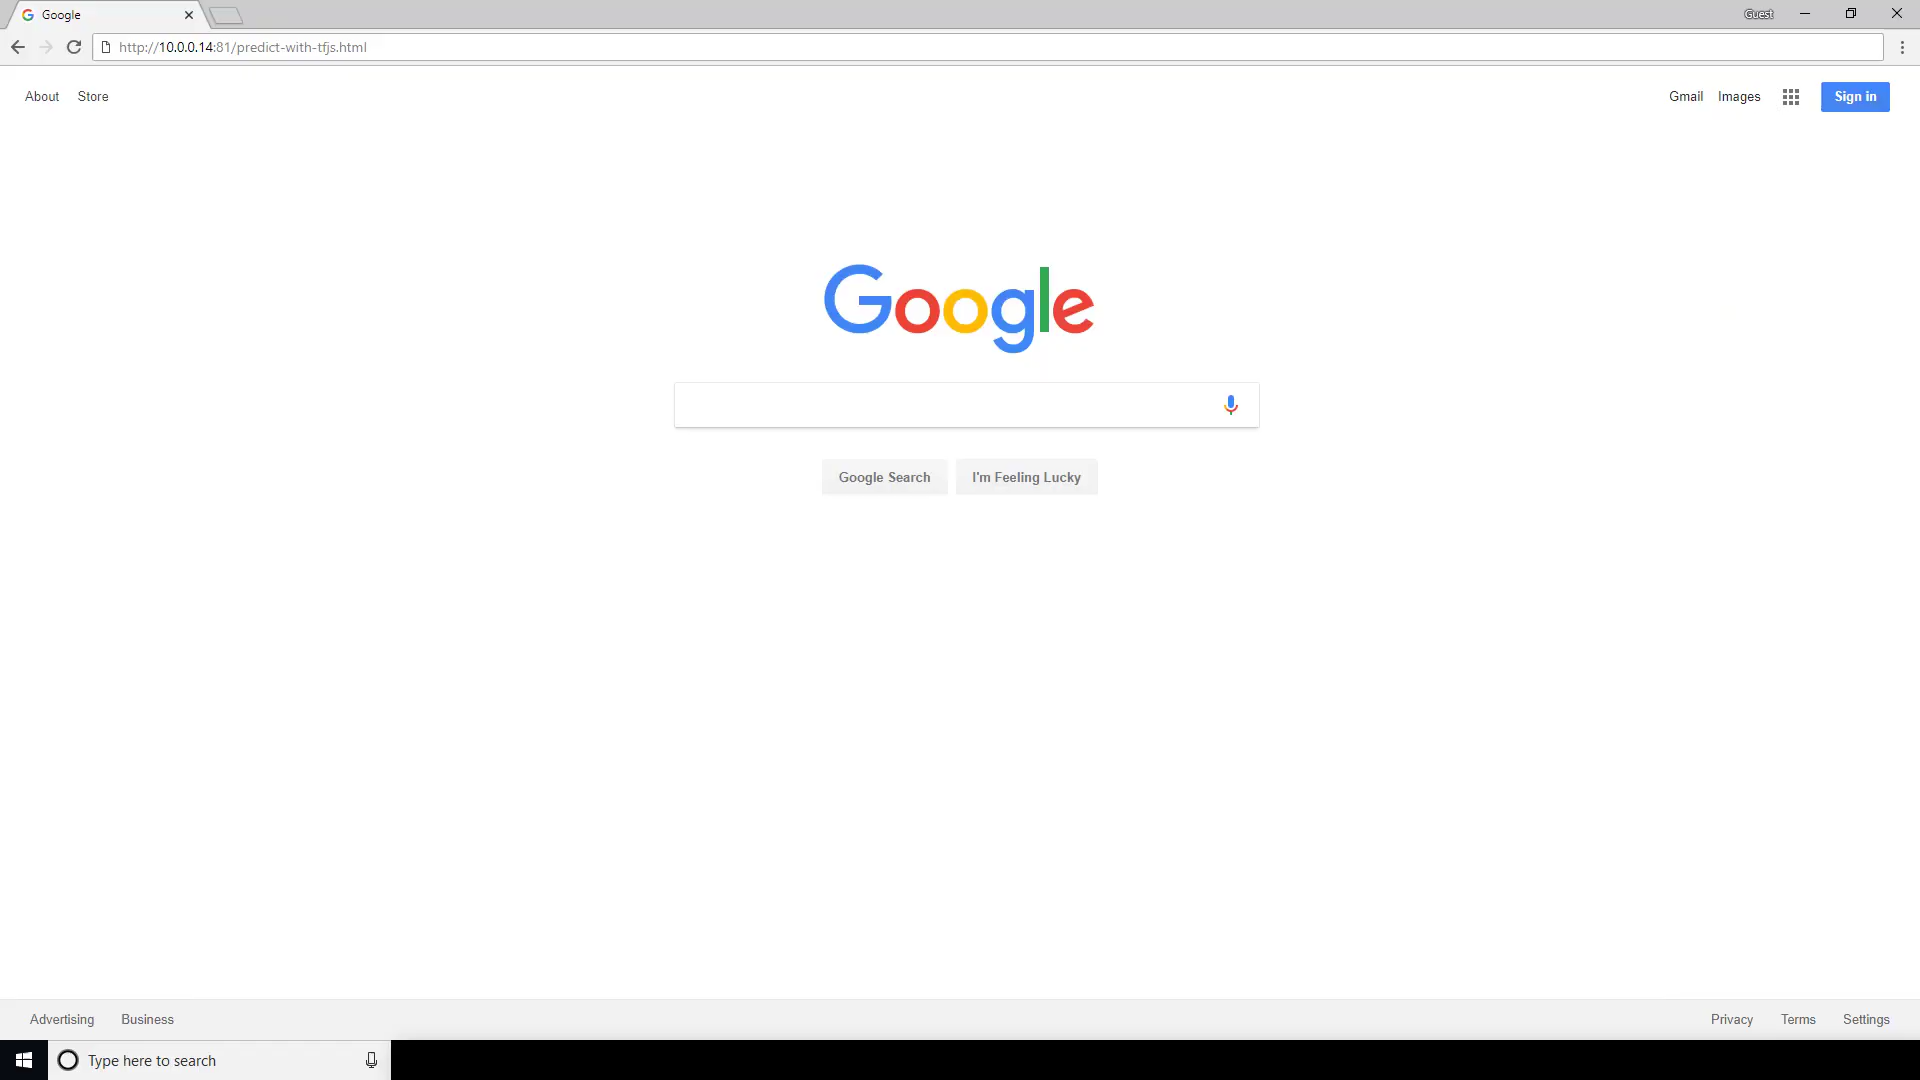 Google
Guest
http://10.0.0.14:81/predict-with-tfjs.html
About Store
Gmail Images Sign in
Google
Google Search I'm Feeling Lucky
Advertising Business
Privacy Terms Settings
Type here to search